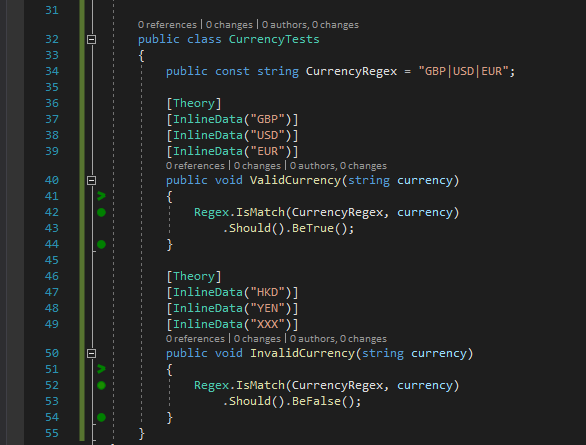 31
0 references | 0 changes | 0 authors, 0 changes
32 public class CurrencyTests
33 {
34 public const string CurrencyRegex = "GBP|USD|EUR";
35
36 [Theory]
37 [InlineData("GBP")]
38 [InlineData("USD")]
39 [InlineData("EUR")]
0 references | 0 changes | 0 authors, 0 changes
40 public void ValidCurrency(string currency)
41 {
42 Regex.IsMatch(CurrencyRegex, currency)
43 .Should().BeTrue();
44 }
45
46 [Theory]
47 [InlineData("HKD")]
48 [InlineData("YEN")]
49 [InlineData("XXX")]
0 references | 0 changes | 0 authors, 0 changes
50 public void InvalidCurrency(string currency)
51 {
52 Regex.IsMatch(CurrencyRegex, currency)
53 .Should().BeFalse();
54 }
55 }